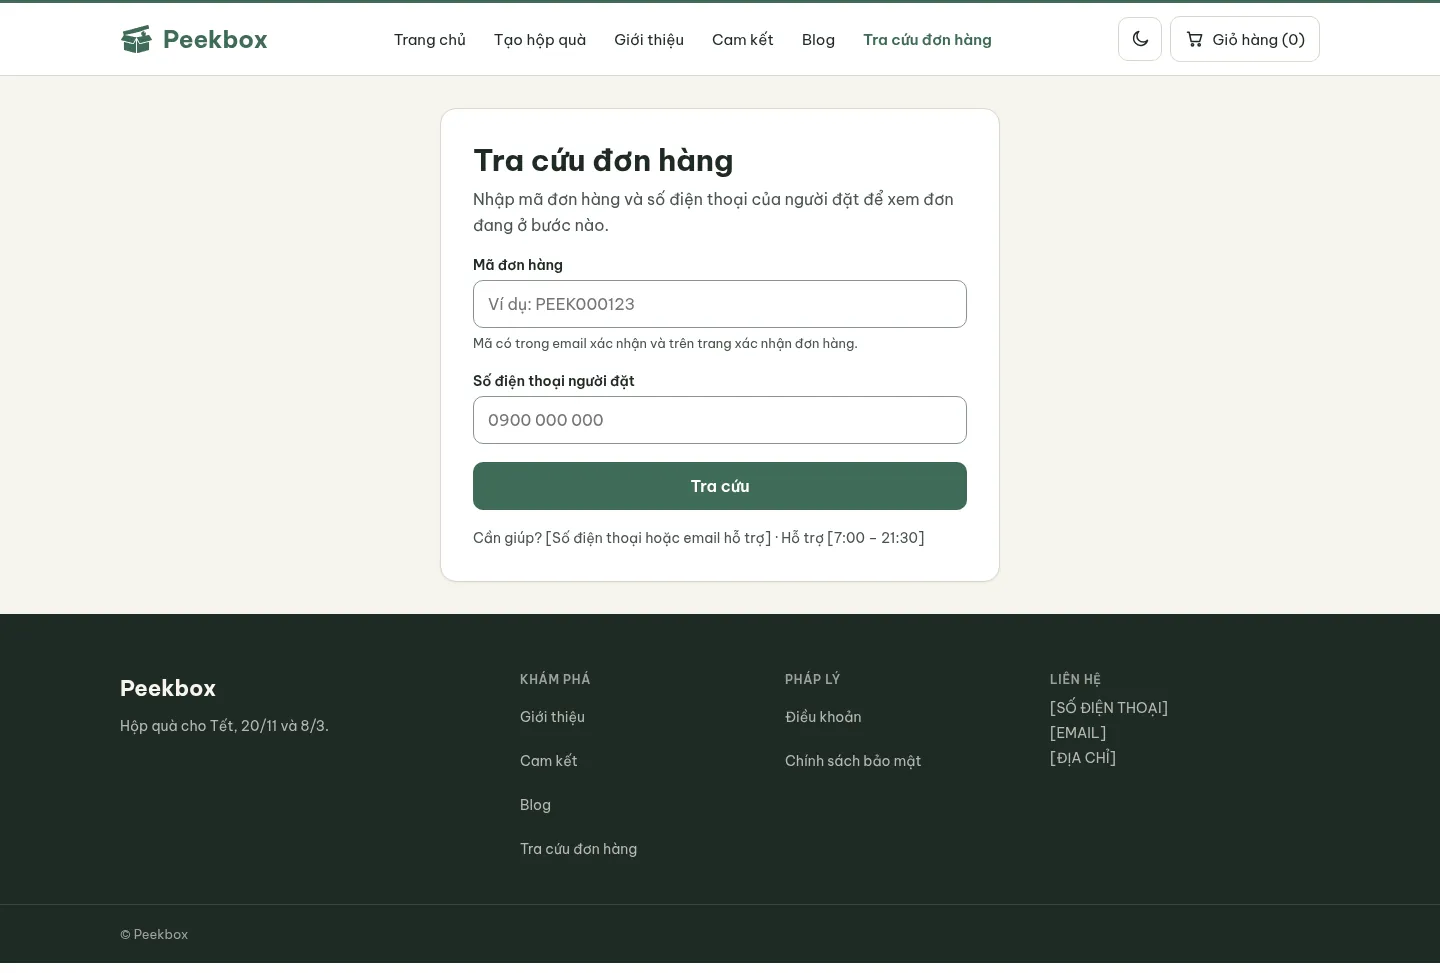 Peekbox
Trang chủ
Tạo hộp quà
Giới thiệu
Cam kết
Blog
Tra cứu đơn hàng
Giỏ hàng (0)
Tra cứu đơn hàng
Nhập mã đơn hàng và số điện thoại của người đặt để xem đơn
đang ở bước nào.
Mã đơn hàng
Ví dụ: PEEK000123
Mã có trong email xác nhận và trên trang xác nhận đơn hàng.
Số điện thoại người đặt
0900 000 000
Tra cứu
Cần giúp? [Số điện thoại hoặc email hỗ trợ] · Hỗ trợ [7:00 – 21:30]
Peekbox
Hộp quà cho Tết, 20/11 và 8/3.
KHÁM PHÁ
Giới thiệu
Cam kết
Blog
Tra cứu đơn hàng
PHÁP LÝ
Điều khoản
Chính sách bảo mật
LIÊN HỆ
[SỐ ĐIỆN THOẠI]
[EMAIL]
[ĐỊA CHỈ]
© Peekbox